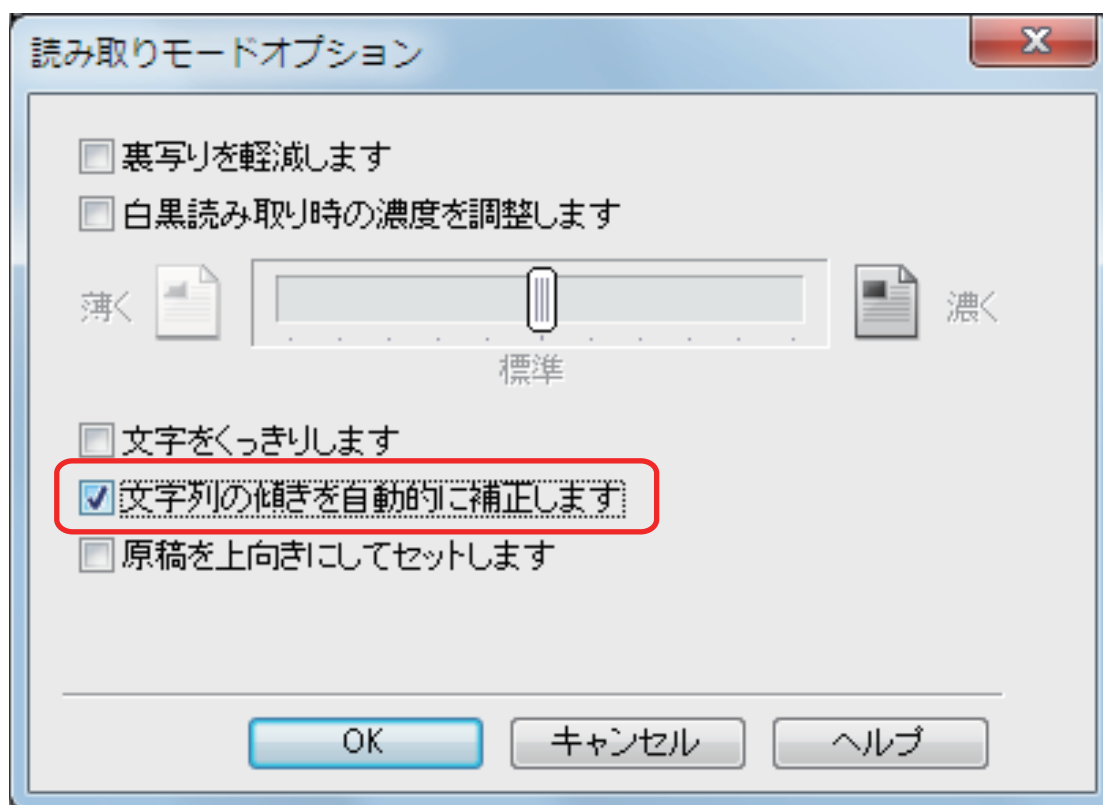 読み取りモードオプション
裏写りを軽減します
白黒読み取り時の濃度を調整します
薄く 濃く
標準
文字をくっきりします
文字列の傾きを自動的に補正します
原稿を上向きにしてセットします
OK キャンセル ヘルプ